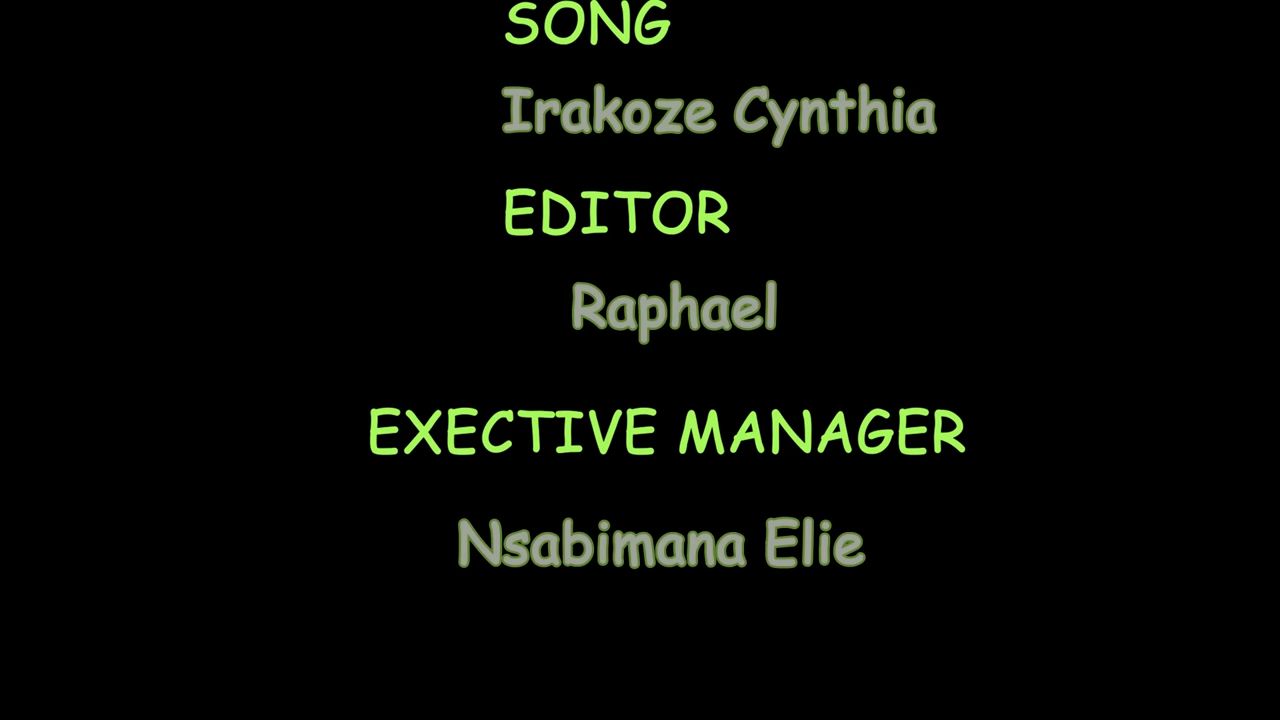 SONG
Irakoze Cynthia
EDITOR
Raphael
EXECTIVE MANAGER
Nsabimana Elie